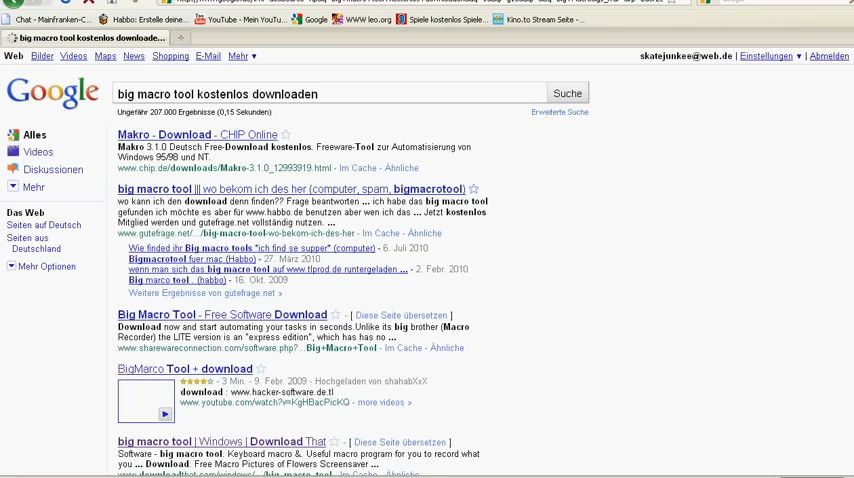 Chat - Mainfranken-C...
Habbo: Erstelle deine...
YouTube - Mein YouTu...
Google
WWW leo.org
Spiele kostenlos Spiele...
Kino.to Stream Seite -...
big macro tool kostenlos downloade...
Web Bilder Videos Maps News Shopping E-Mail Mehr
skatejunkee@web.de | Einstellungen | Abmelden
Google
big macro tool kostenlos downloaden
Suche
Ungefähr 207.000 Ergebnisse (0,15 Sekunden)
Erweiterte Suche
Alles
Videos
Diskussionen
Mehr
Das Web
Seiten auf Deutsch
Seiten aus
Deutschland
Mehr Optionen
Makro - Download - CHIP Online
Makro 3.1.0 Deutsch Free-Download kostenlos. Freeware-Tool zur Automatisierung von
Windows 95/98 und NT.
www.chip.de/downloads/Makro-3.1.0_12993919.html - Im Cache - Ähnliche
big macro tool ||| wo bekom ich des her (computer, spam, bigmacrotool)
wo kann ich den download denn finden?? Frage beantworten ... ich habe das big macro tool
gefunden ich möchte es aber für www.habbo.de benutzen aber wen ich das ... Jetzt kostenlos
Mitglied werden und gutefrage.net vollständig nutzen. ...
www.gutefrage.net/.../big-macro-tool-wo-bekom-ich-des-her - Im Cache - Ähnliche
Wie finded ihr Big macro tools "ich find se supper" (computer) - 6. Juli 2010
Bigmacrotool fuer mac (Habbo) - 27. März 2010
wenn man sich das big macro tool auf www.tlprod.de runtergeladen ... - 2. Febr. 2010
Big marco tool . (habbo) - 16. Okt. 2009
Weitere Ergebnisse von gutefrage.net »
Big Macro Tool - Free Software Download - [ Diese Seite übersetzen ]
Download now and start automating your tasks in seconds.Unlike its big brother (Macro
Recorder) the LITE version is an "express edition", which has has no ...
www.sharewareconnection.com/software.php?...Big+Macro+Tool - Im Cache - Ähnliche
BigMarco Tool + download
3 Min. - 9. Febr. 2009 - Hochgeladen von shahabXxX
download : www.hacker-software.de.tl
www.youtube.com/watch?v=KgHBacPicKQ - more videos »
big macro tool | Windows | Download That - [ Diese Seite übersetzen ]
Software - big macro tool. Keyboard macro &. Useful macro program for you to record what
you ... Download: Free Macro Pictures of Flowers Screensaver ...
www.downloadthat.com/windows/.../big_macro_tool - Im Cache - Ähnliche